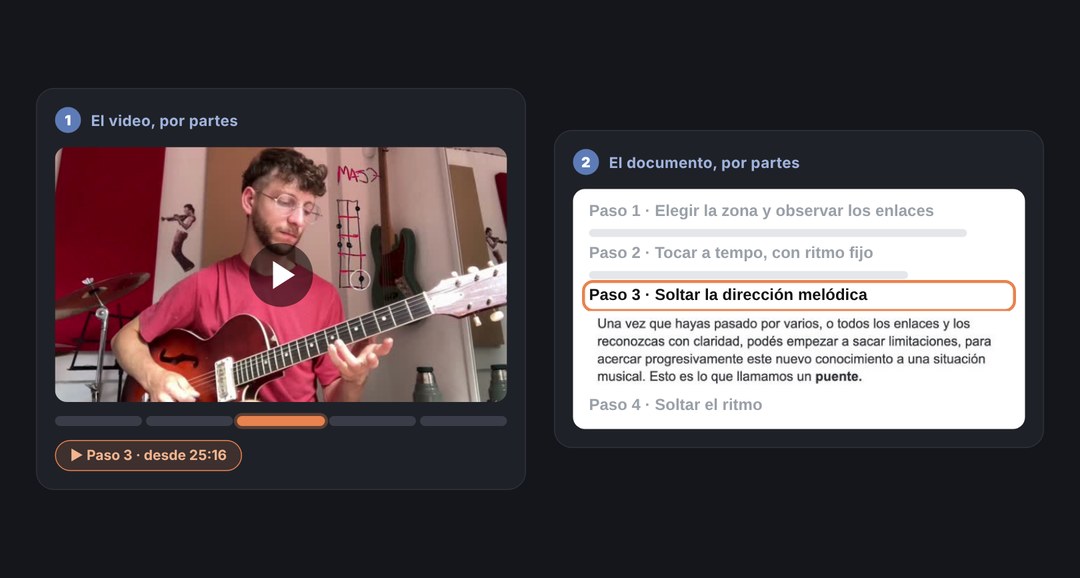 1
El video, por partes
MAJ7
▶ Paso 3 · desde 25:16
2
El documento, por partes
Paso 1 · Elegir la zona y observar los enlaces
Paso 2 · Tocar a tempo, con ritmo fijo
Paso 3 · Soltar la dirección melódica
Una vez que hayas pasado por varios, o todos los enlaces y los
reconozcas con claridad, podés empezar a sacar limitaciones, para
acercar progresivamente este nuevo conocimiento a una situación
musical. Esto es lo que llamamos un puente.
Paso 4 · Soltar el ritmo